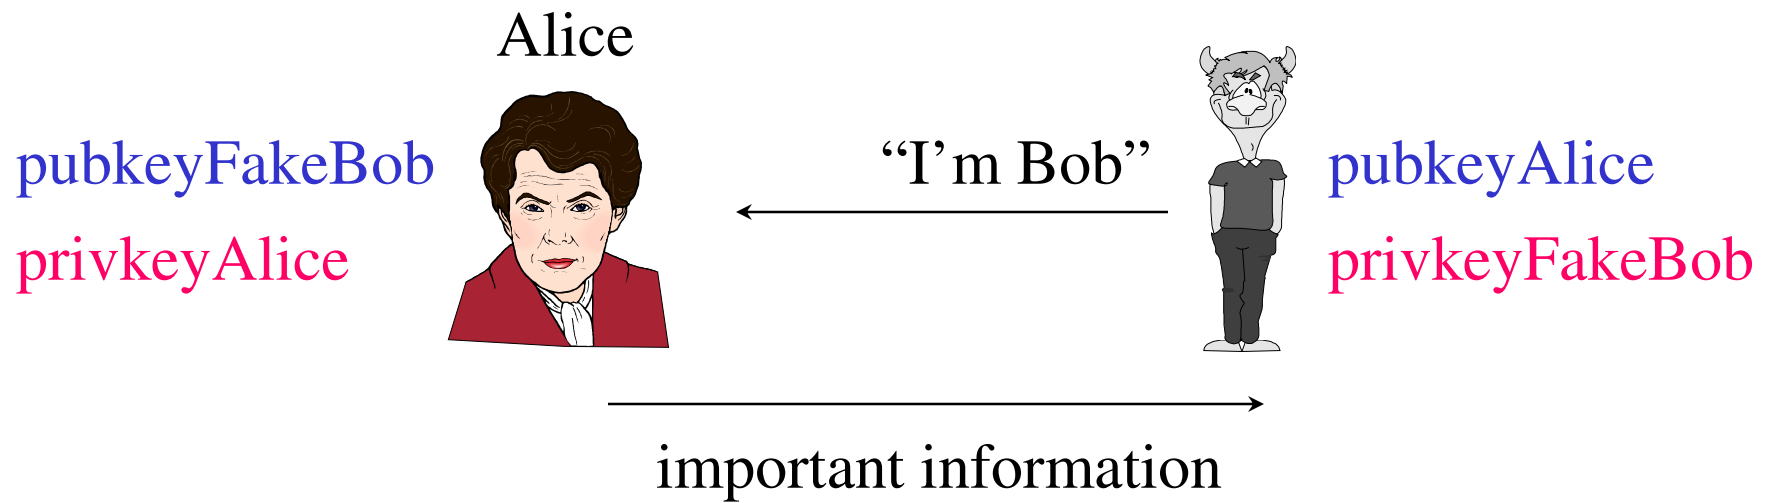 Alice
pubkeyFakeBob
privkeyAlice
“I’m Bob”
pubkeyAlice
privkeyFakeBob
important information